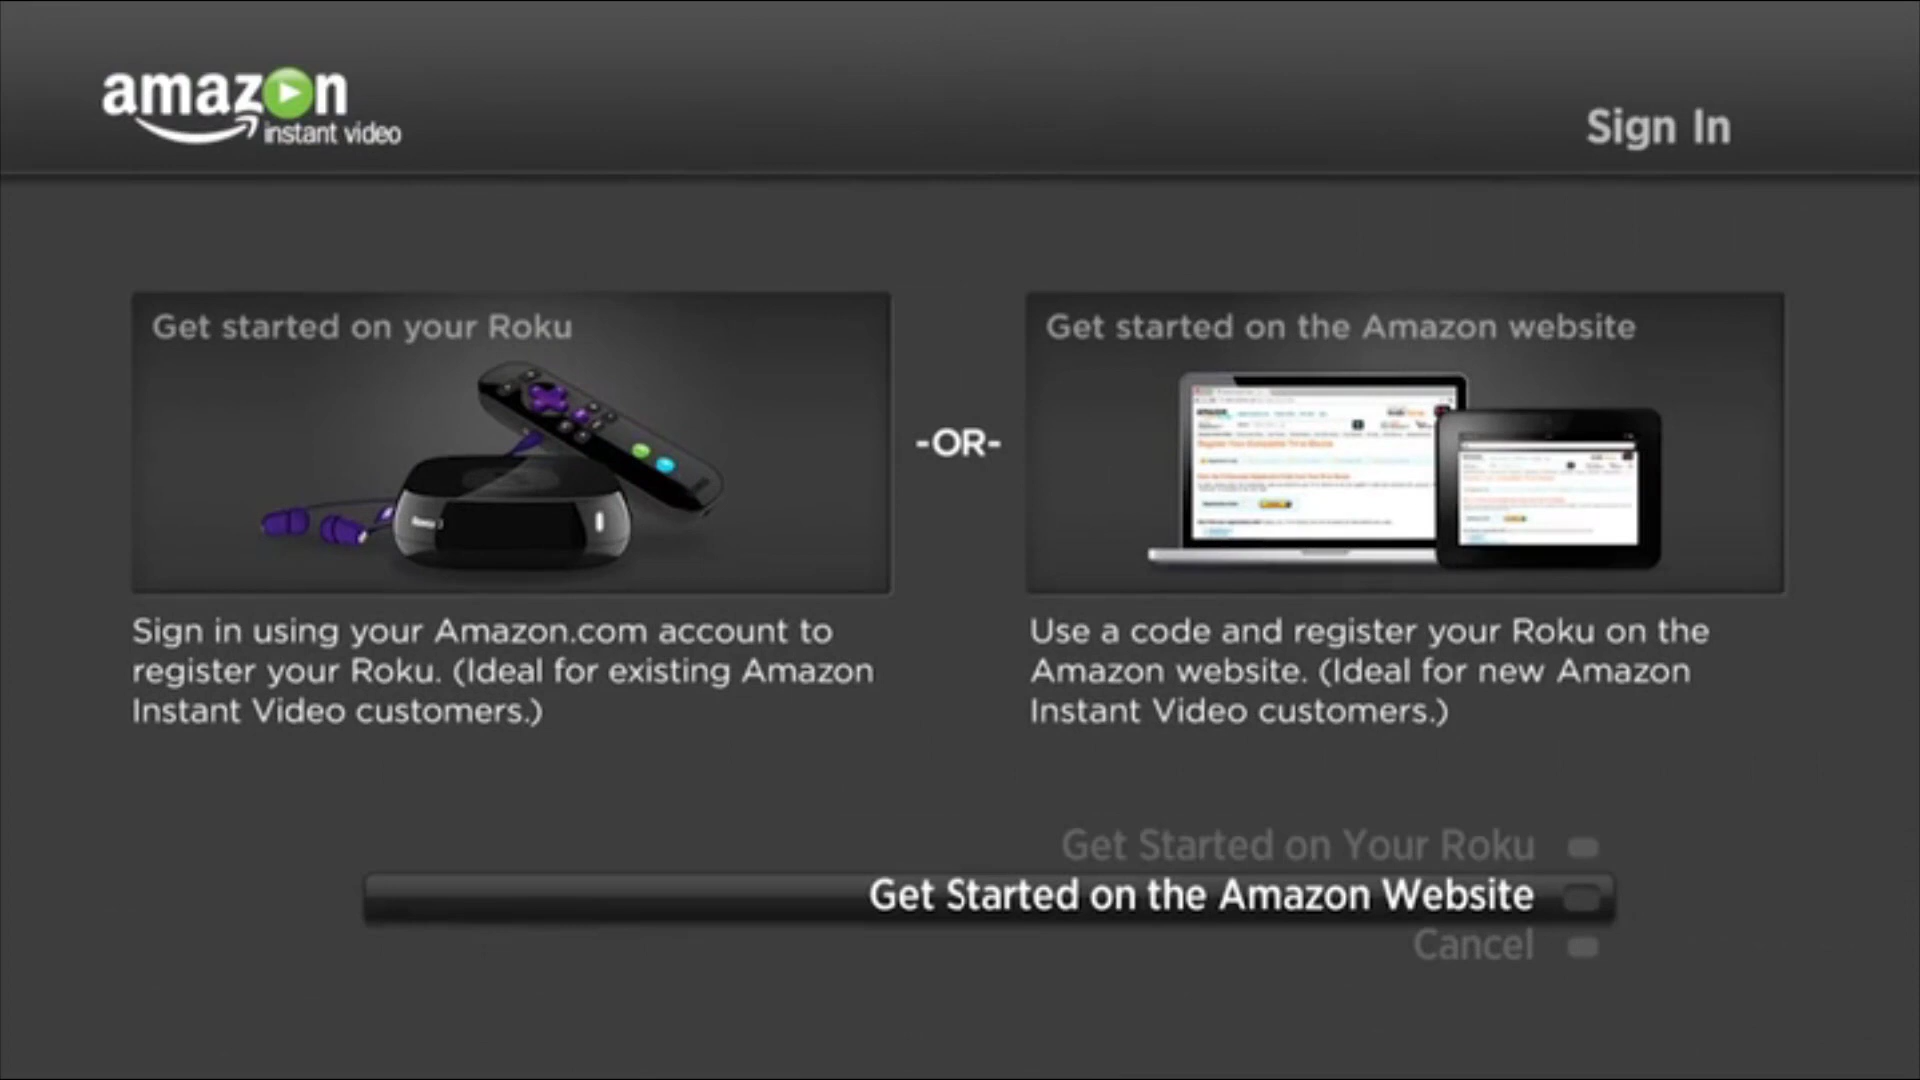 amazon
instant video
Sign In
Get started on your Roku
Get started on the Amazon website
-OR-
Sign in using your Amazon.com account to
register your Roku. (Ideal for existing Amazon
Instant Video customers.)
Use a code and register your Roku on the
Amazon website. (Ideal for new Amazon
Instant Video customers.)
Get Started on Your Roku
Get Started on the Amazon Website
Cancel